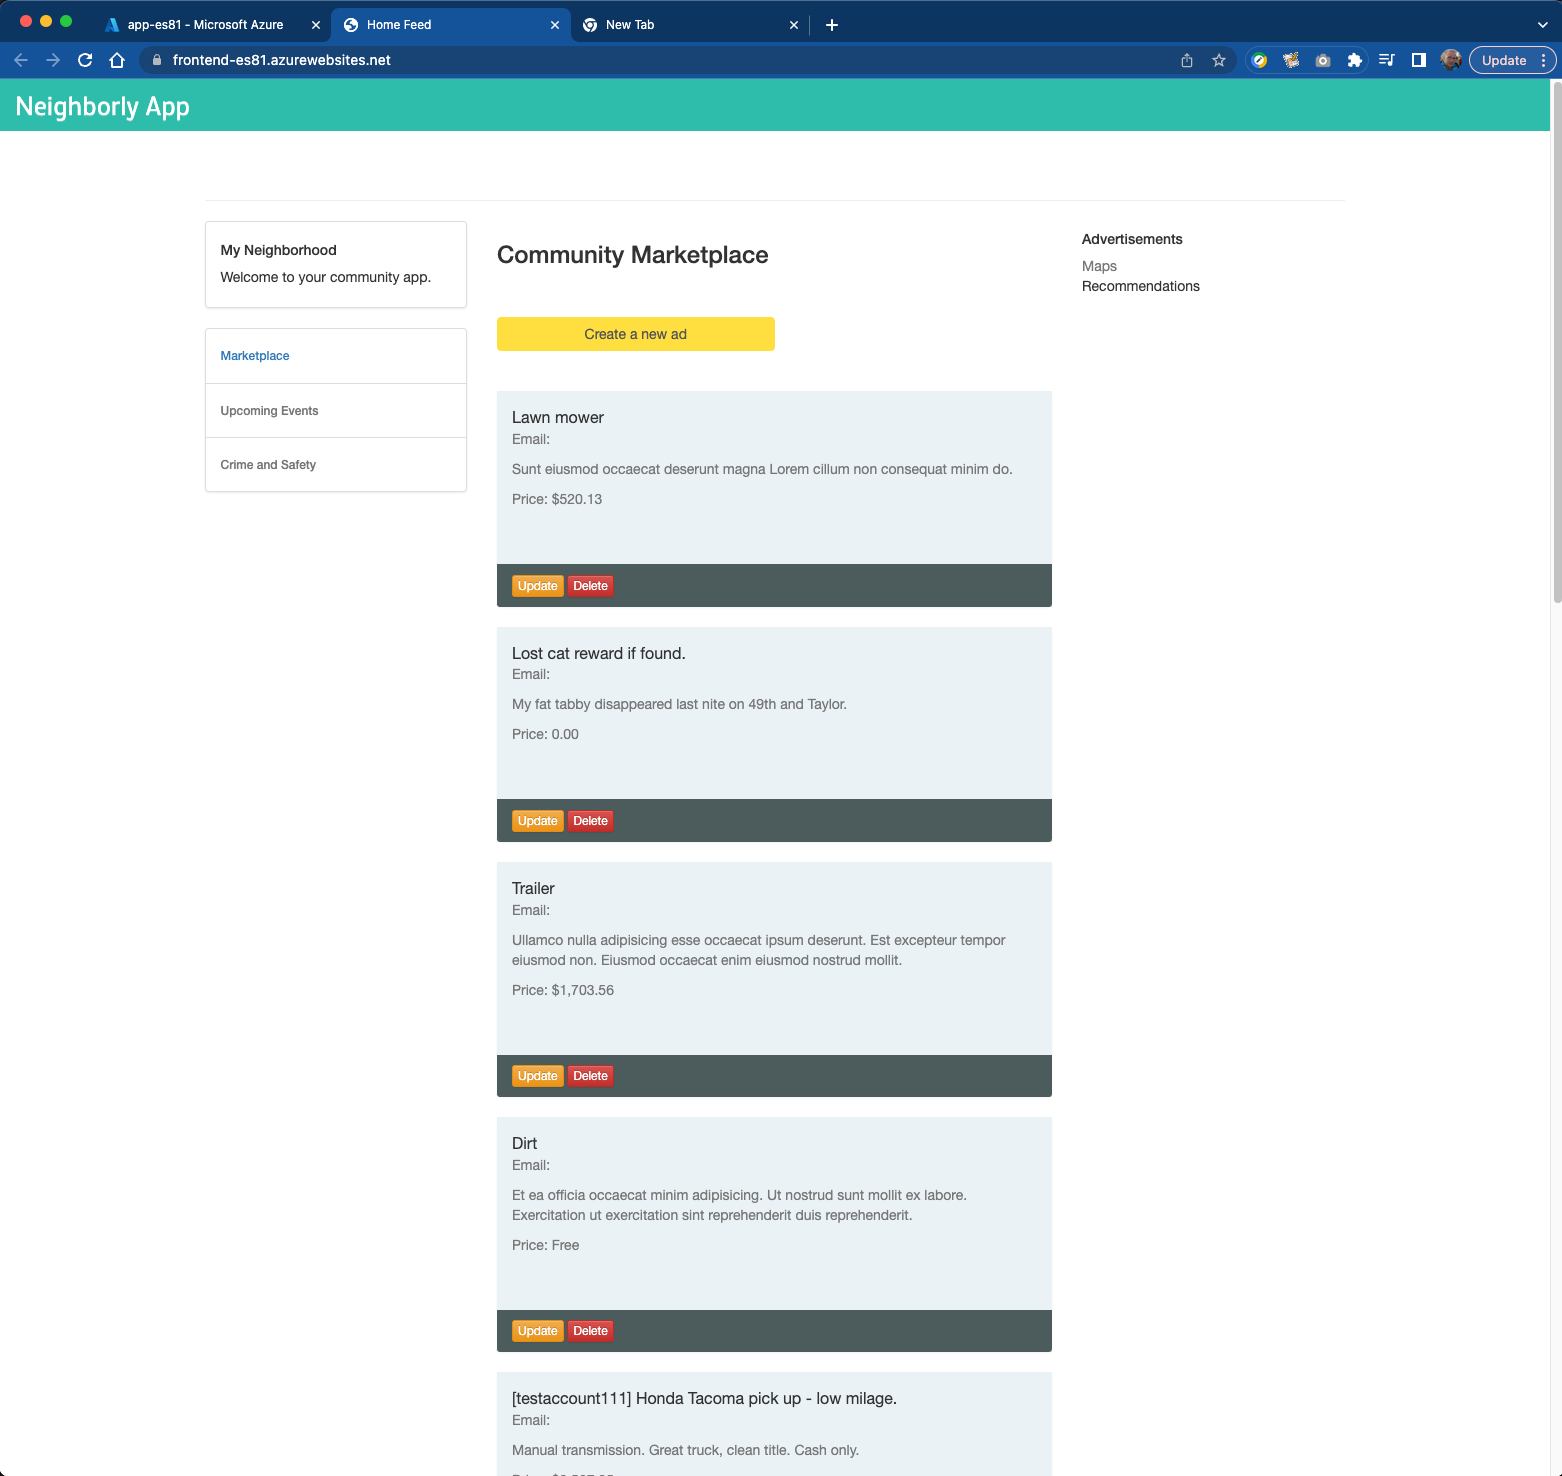 app-es81 - Microsoft Azure
Home Feed
New Tab
frontend-es81.azurewebsites.net
Update
Neighborly App
My Neighborhood
Welcome to your community app.
Marketplace
Upcoming Events
Crime and Safety
Community Marketplace
Create a new ad
Lawn mower
Email:
Sunt eiusmod occaecat deserunt magna Lorem cillum non consequat minim do.
Price: $520.13
Update Delete
Lost cat reward if found.
Email:
My fat tabby disappeared last nite on 49th and Taylor.
Price: 0.00
Update Delete
Trailer
Email:
Ullamco nulla adipisicing esse occaecat ipsum deserunt. Est excepteur tempor
eiusmod non. Eiusmod occaecat enim eiusmod nostrud mollit.
Price: $1,703.56
Update Delete
Dirt
Email:
Et ea officia occaecat minim adipisicing. Ut nostrud sunt mollit ex labore.
Exercitation ut exercitation sint reprehenderit duis reprehenderit.
Price: Free
Update Delete
[testaccount111] Honda Tacoma pick up - low milage.
Email:
Manual transmission. Great truck, clean title. Cash only.
Advertisements
Maps
Recommendations